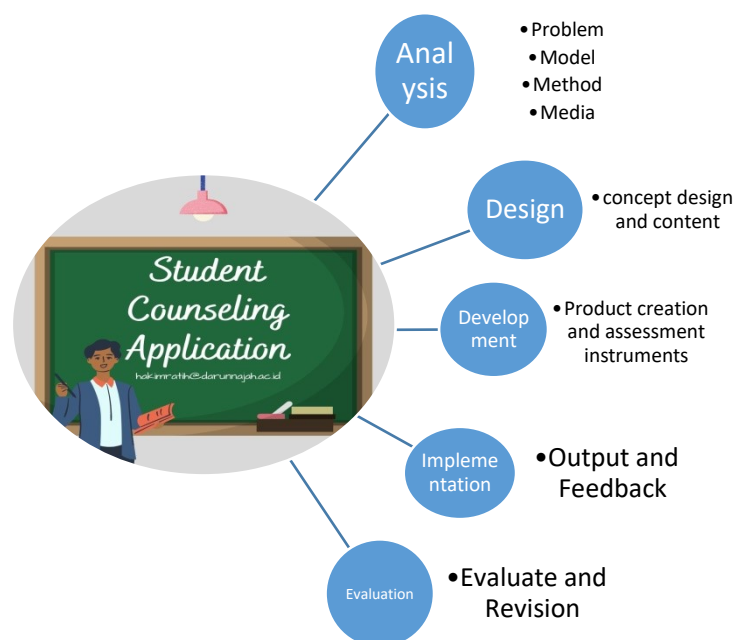 Anal
ysis
•Problem
•Model
•Method
•Media
Design
•concept design
and content
Student
Counseling
Application
hakimratih@darunnajah.ac.id
Develop
ment
•Product creation
and assessment
instruments
Impleme
ntation
•Output and
Feedback
Evaluation
•Evaluate and
Revision